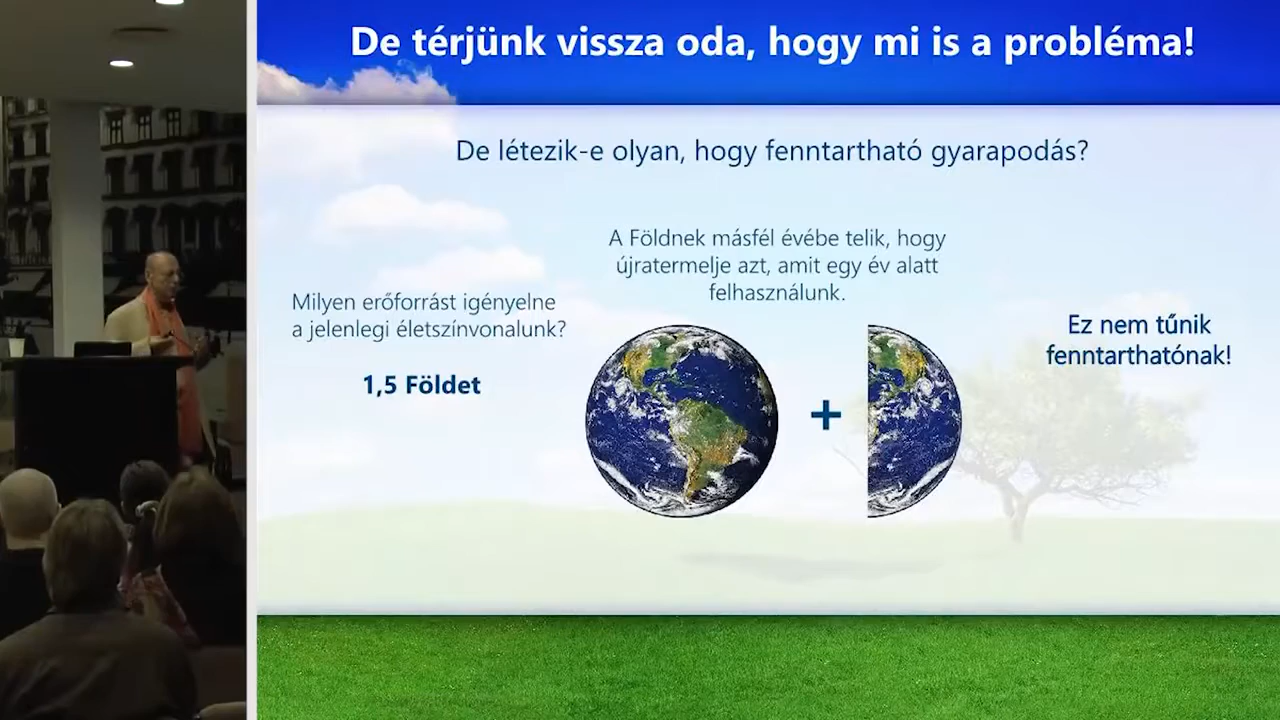 De térjünk vissza oda, hogy mi is a probléma!
De létezik-e olyan, hogy fenntartható gyarapodás?
A Földnek másfél évébe telik, hogy
újratermelje azt, amit egy év alatt
felhasználunk.
Milyen erőforrást igényelne
a jelenlegi életszínvonalunk?
1,5 Földet
+
Ez nem tűnik
fenntarthatónak!